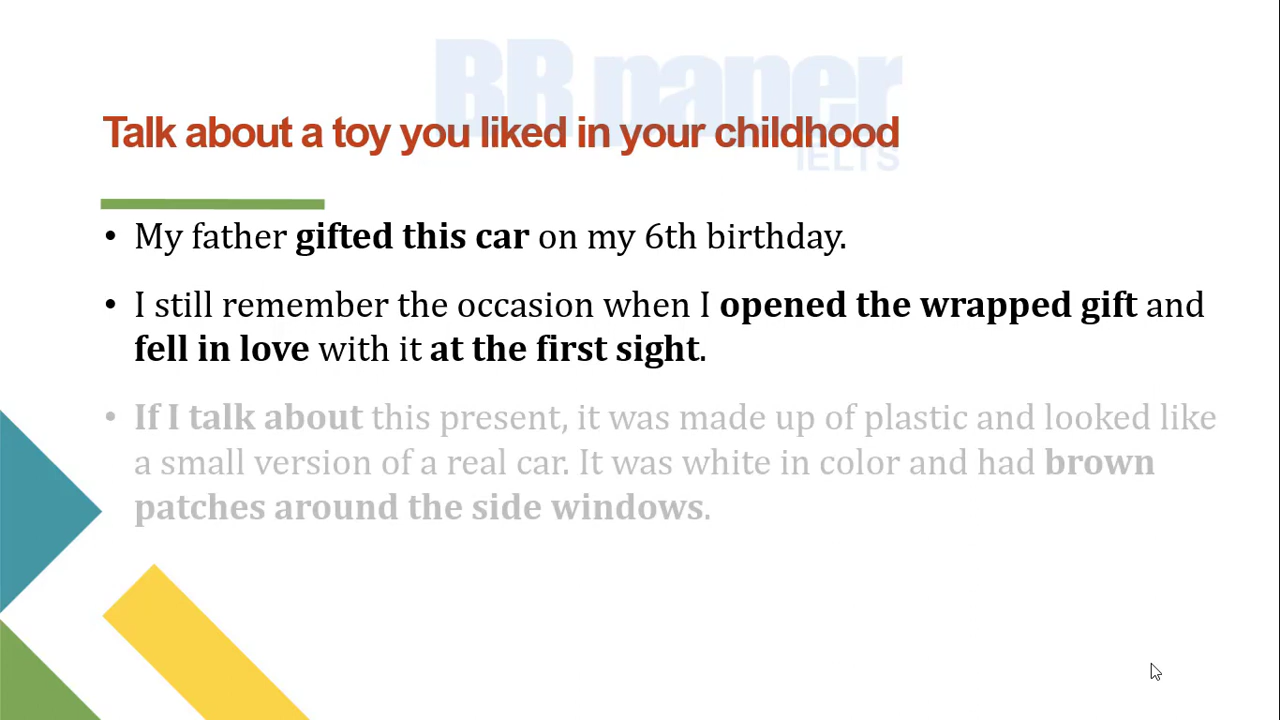 BR paper
IELTS
Talk about a toy you liked in your childhood
• My father gifted this car on my 6th birthday.
• I still remember the occasion when I opened the wrapped gift and
fell in love with it at the first sight.
• If I talk about this present, it was made up of plastic and looked like
a small version of a real car. It was white in color and had brown
patches around the side windows.